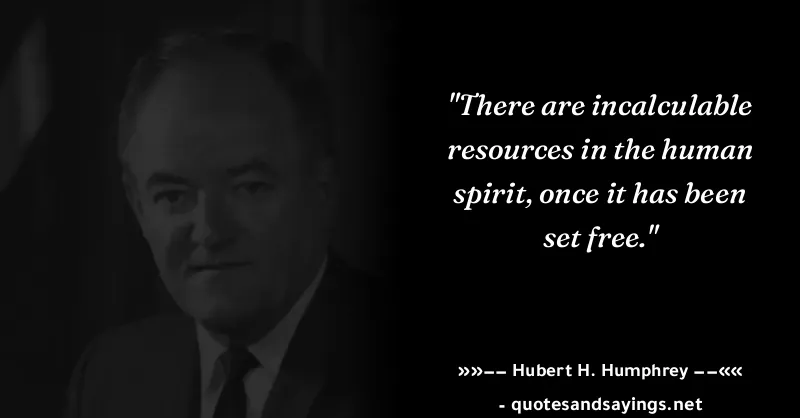 "There are incalculable
resources in the human
spirit, once it has been
set free."
»»–– Hubert H. Humphrey ––««
- quotesandsayings.net